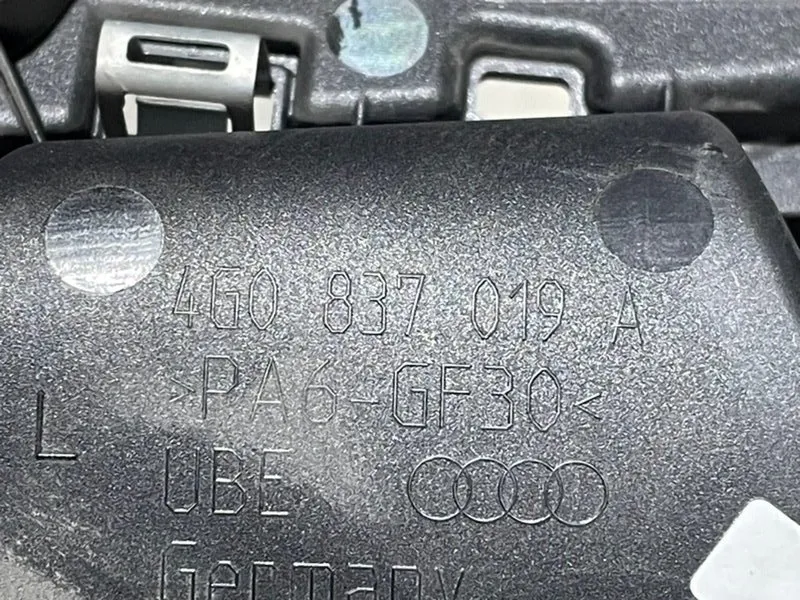 4G0 837 019 A
>PA6-GF30<
L
UBE
Germany